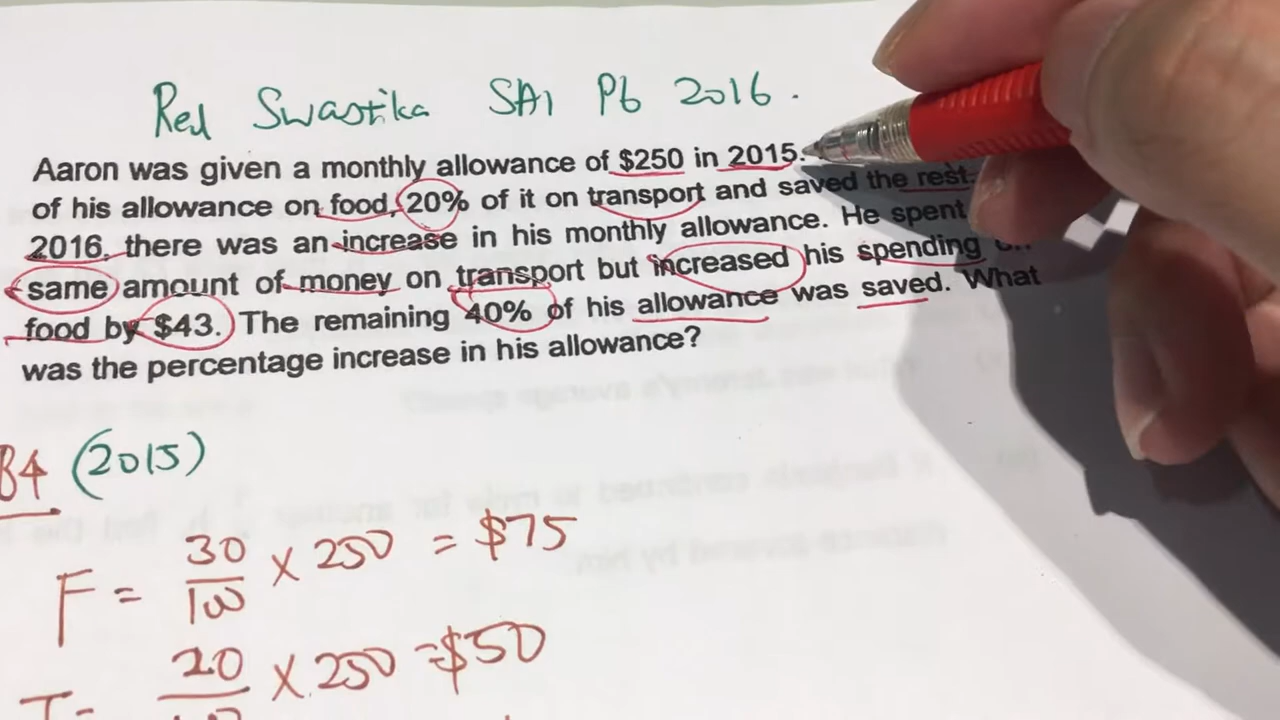 Red Swastika SA1 P6 2016.
Aaron was given a monthly allowance of $250 in 2015.
of his allowance on food, 20% of it on transport and saved the rest.
2016, there was an increase in his monthly allowance. He spent
same amount of money on transport but increased his spending
food by $43. The remaining 40% of his allowance was saved. What
was the percentage increase in his allowance?
B4 (2015)
F = 30/100 × 250 = $75
T = 20 × 250 = $50